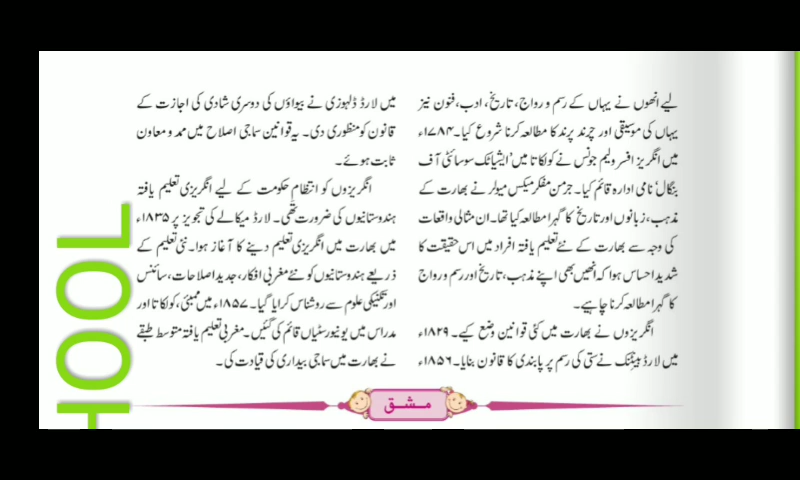 لیے انھوں نے یہاں کے رسم و رواج، تاریخ، ادب، فنون نیز
یہاں کی موسیقی اور چرند پرند کا مطالعہ کرنا شروع کیا۔ ۱۷۸۴ء
میں انگریز افسر ولیم جونس نے کولکاتا میں 'ایشیاٹک سوسائٹی آف
بنگال' نامی ادارہ قائم کیا۔ جرمن مفکر میکس میولر نے بھارت کے
مذہب، زبانوں اور تاریخ کا گہرا مطالعہ کیا تھا۔ ان مثالی واقعات
کی وجہ سے بھارت کے نئے تعلیم یافتہ افراد میں اس حقیقت کا
شدید احساس ہوا کہ انھیں بھی اپنے مذہب، تاریخ اور رسم و رواج
کا گہرا مطالعہ کرنا چاہیے۔
انگریزوں نے بھارت میں کئی قوانین وضع کیے۔ ۱۸۲۹ء
میں لارڈ بینٹنگ نے ستی کی رسم پر پابندی کا قانون بنایا۔ ۱۸۵۶ء
میں لارڈ ڈلہوزی نے بیواؤں کی دوسری شادی کی اجازت کے
قانون کو منظوری دی۔ یہ قوانین سماجی اصلاح میں ممد و معاون
ثابت ہوئے۔
انگریزوں کو انتظامِ حکومت کے لیے انگریزی تعلیم یافتہ
ہندوستانیوں کی ضرورت تھی۔ لارڈ میکالے کی تجویز پر ۱۸۳۵ء
میں بھارت میں انگریزی تعلیم دینے کا آغاز ہوا۔ نئی تعلیم کے
ذریعے ہندوستانیوں کو نئے مغربی افکار، جدید اصلاحات، سائنس
اور تکنیکی علوم سے روشناس کرایا گیا۔ ۱۸۵۷ء میں ممبئی، کولکاتا اور
مدراس میں یونیورسٹیاں قائم کی گئیں۔ مغربی تعلیم یافتہ متوسط طبقے
نے بھارت میں سماجی بیداری کی قیادت کی۔
مشق
HOOL